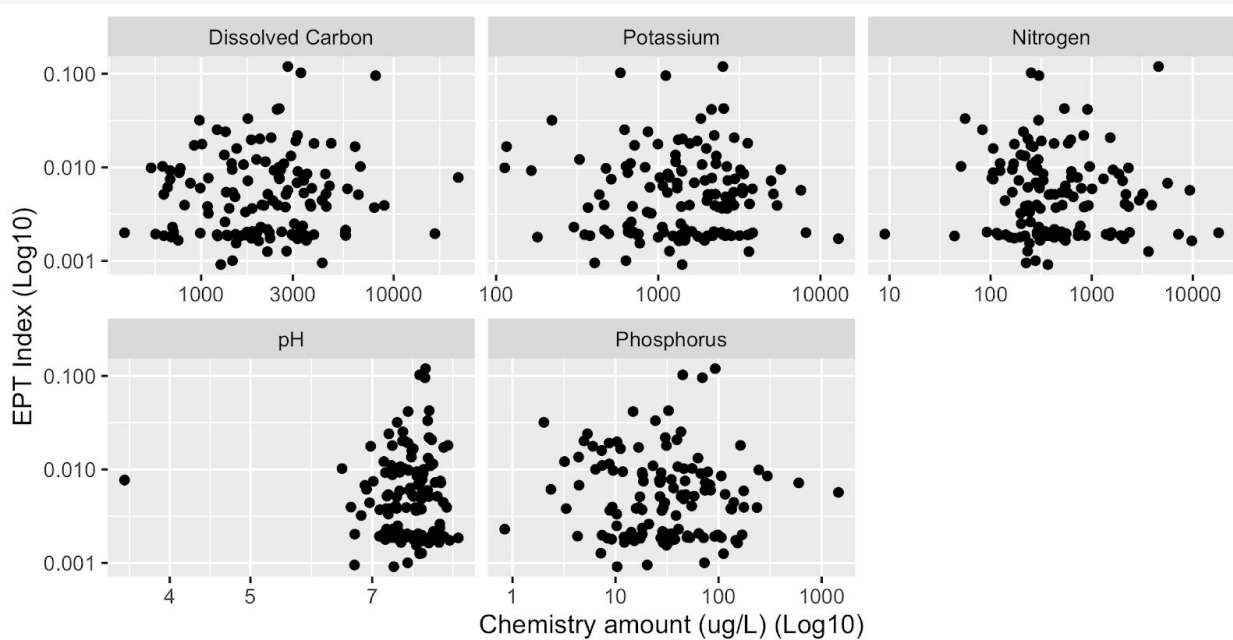 Dissolved Carbon
Potassium
Nitrogen
0.100
0.010
0.001
1000 3000 10000
100 1000 10000
10 100 1000 10000
EPT Index (Log10)
pH
Phosphorus
0.100
0.010
0.001
4 5 7
1 10 100 1000
Chemistry amount (ug/L) (Log10)